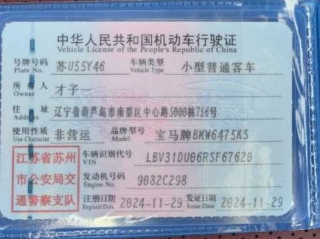 中华人民共和国机动车行驶证
Vehicle License of the People's Republic of China
号牌号码 苏U55Y46 车辆类型 小型普通客车
Plate No. Vehicle Type
所有人 才子一
Owner
住址 辽宁省葫芦岛市南票区中心路5000栋756号
Address
使用性质 非营运 品牌型号 宝马牌BMW6475KS
Use Character Model
江苏省苏州
市公安局交
通警察支队
车辆识别代号 LBV31DU06RSF67620
VIN
发动机号码 9082C298
Engine No.
注册日期 2024-11-29 发证日期 2024-11-29
Register Date Issue Date